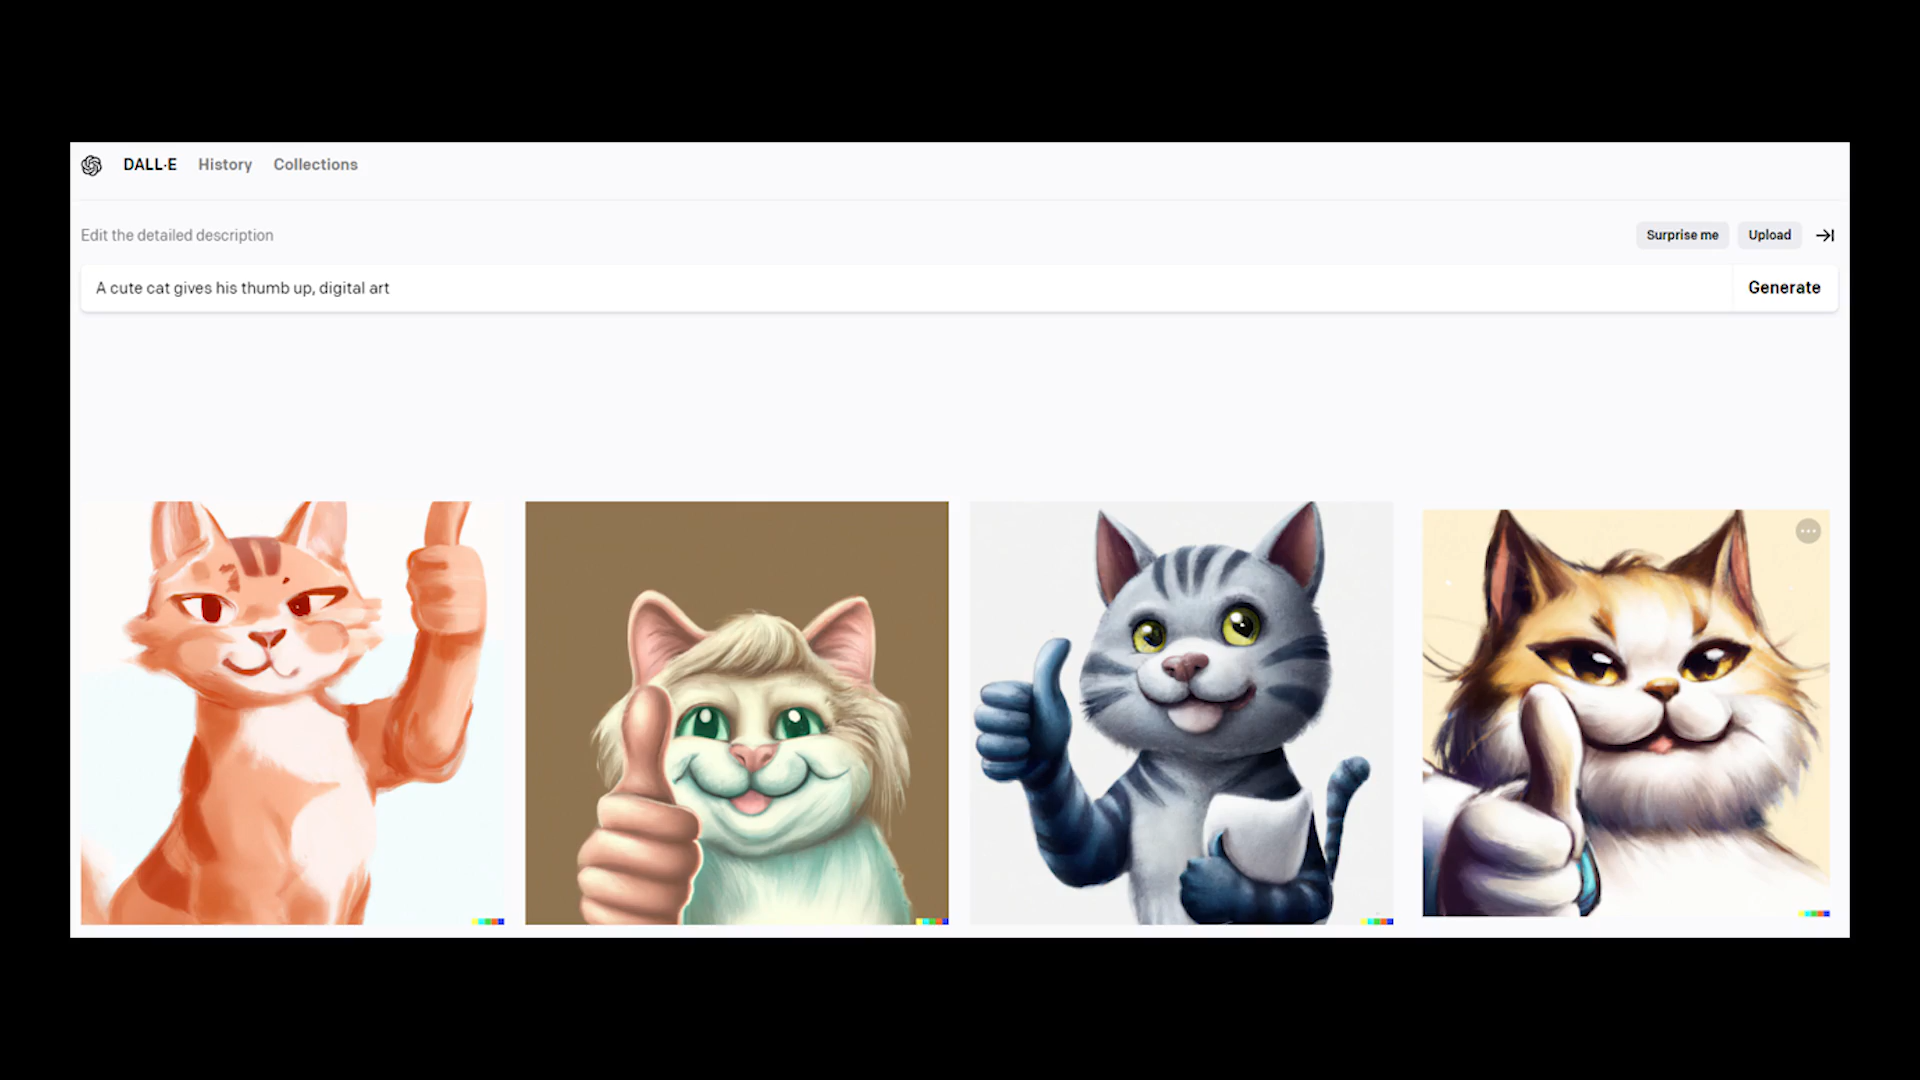 DALL·E History Collections
Edit the detailed description
Surprise me Upload
A cute cat gives his thumb up, digital art
Generate